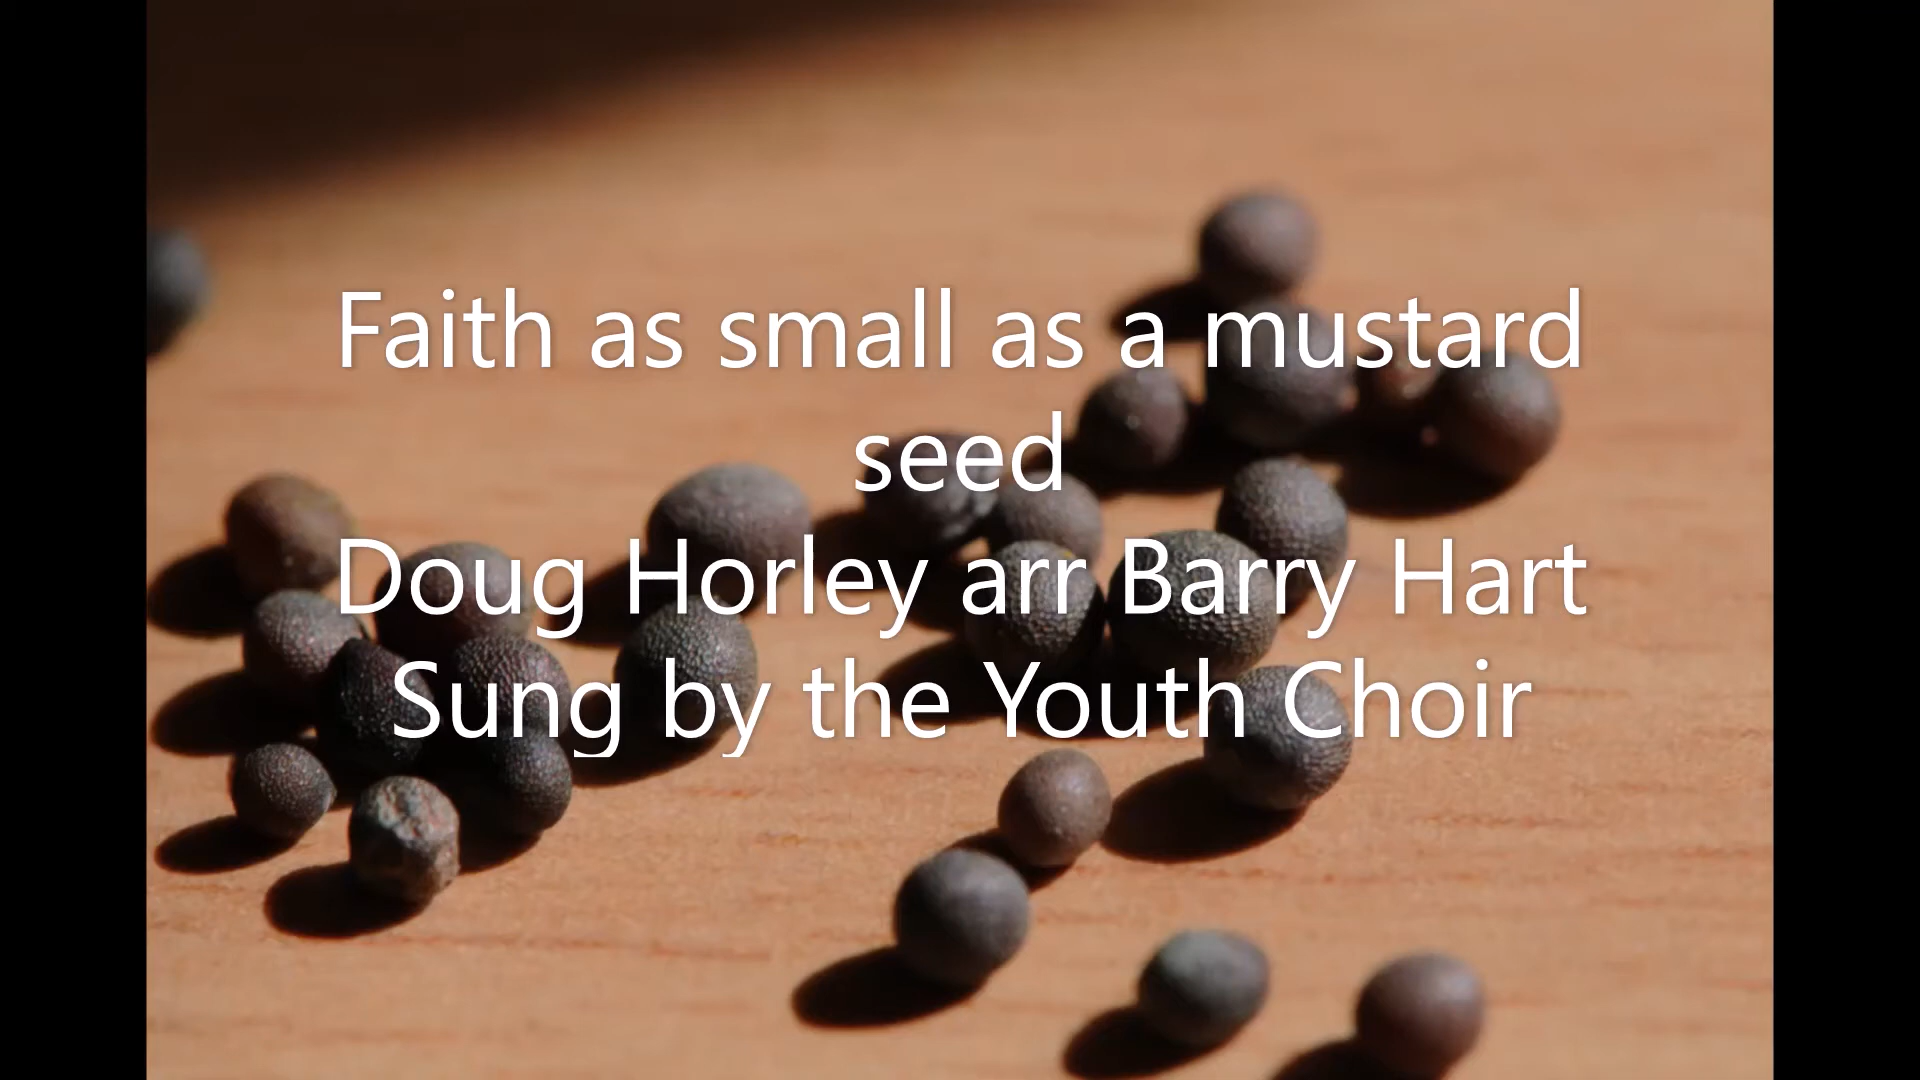 Faith as small as a mustard
seed
Doug Horley arr Barry Hart
Sung by the Youth Choir